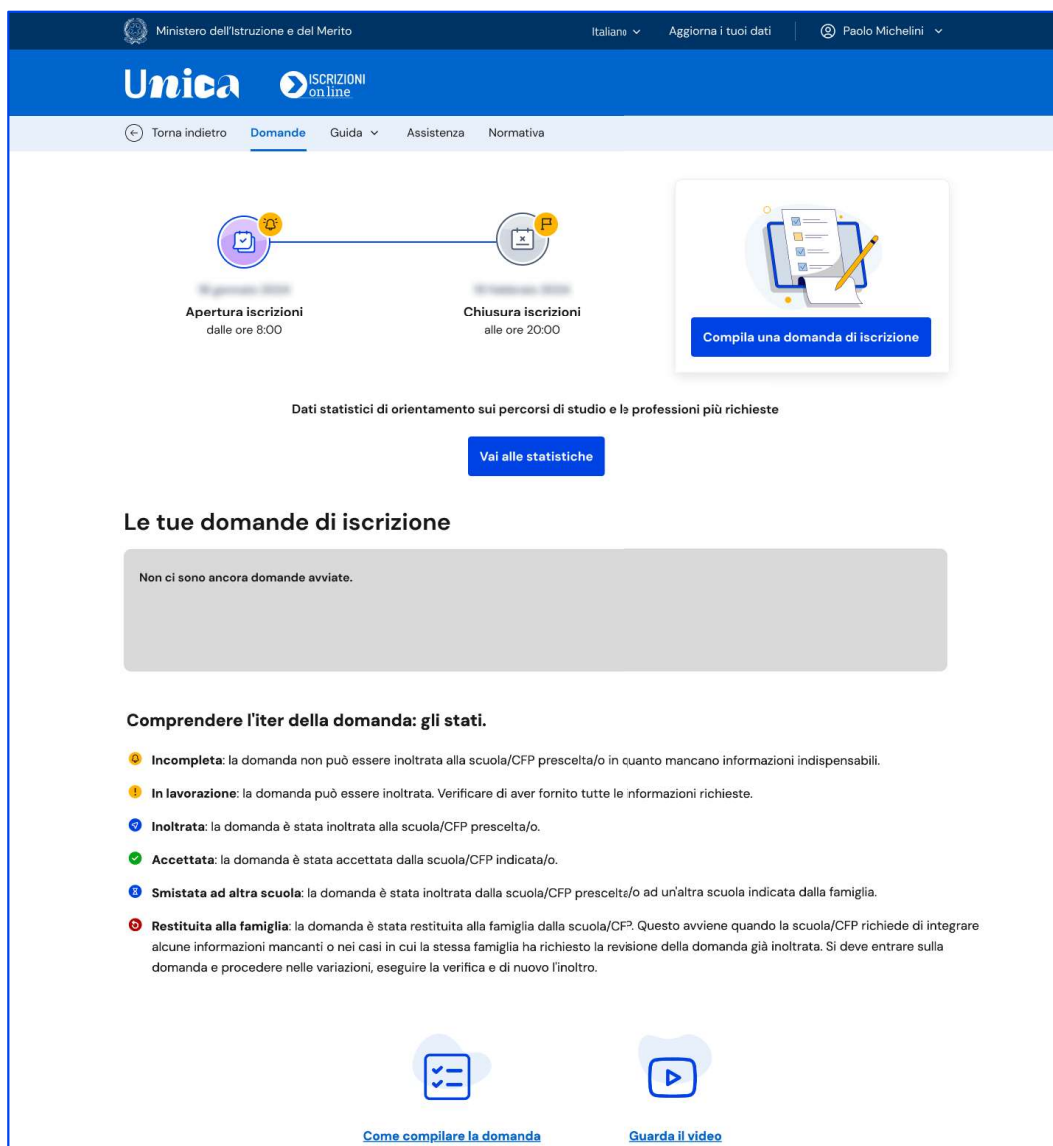 Ministero dell'Istruzione e del Merito
Italiano
Aggiorna i tuoi dati
Paolo Michelini
Unica
ISCRIZIONI
on line
Torna indietro
Domande
Guida
Assistenza
Normativa
Apertura iscrizioni
dalle ore 8:00
Chiusura iscrizioni
alle ore 20:00
Compila una domanda di iscrizione
Dati statistici di orientamento sui percorsi di studio e le professioni più richieste
Vai alle statistiche
Le tue domande di iscrizione
Non ci sono ancora domande avviate.
Comprendere l'iter della domanda: gli stati.
Incompleta: la domanda non può essere inoltrata alla scuola/CFP prescelta/o in quanto mancano informazioni indispensabili.
In lavorazione: la domanda può essere inoltrata. Verificare di aver fornito tutte le informazioni richieste.
Inoltrata: la domanda è stata inoltrata alla scuola/CFP prescelta/o.
Accettata: la domanda è stata accettata dalla scuola/CFP indicata/o.
Smistata ad altra scuola: la domanda è stata inoltrata dalla scuola/CFP prescelta/o ad un'altra scuola indicata dalla famiglia.
Restituita alla famiglia: la domanda è stata restituita alla famiglia dalla scuola/CFP. Questo avviene quando la scuola/CFP richiede di integrare
alcune informazioni mancanti o nei casi in cui la stessa famiglia ha richiesto la revisione della domanda già inoltrata. Si deve entrare sulla
domanda e procedere nelle variazioni, eseguire la verifica e di nuovo l'inoltro.
Come compilare la domanda
Guarda il video